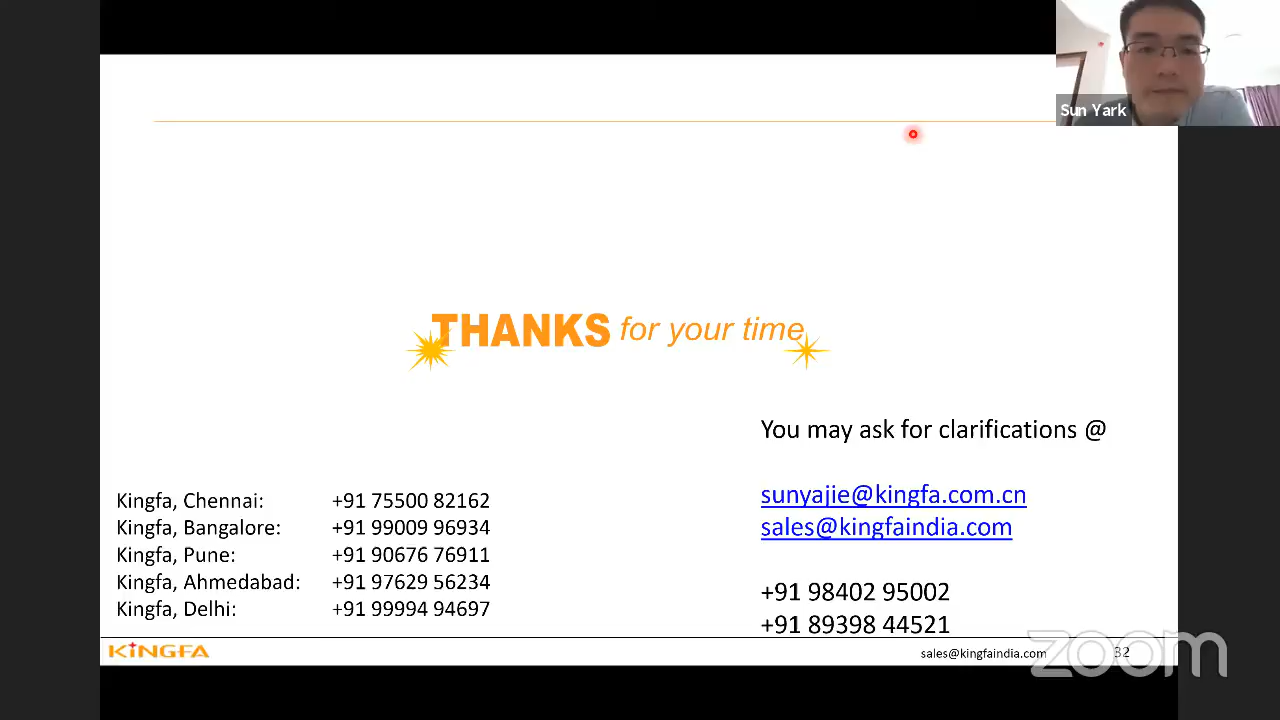 Sun Yark
THANKS for your time
You may ask for clarifications @
sunyajie@kingfa.com.cn
sales@kingfaindia.com
+91 98402 95002
+91 89398 44521
Kingfa, Chennai: +91 75500 82162
Kingfa, Bangalore: +91 99009 96934
Kingfa, Pune: +91 90676 76911
Kingfa, Ahmedabad: +91 97629 56234
Kingfa, Delhi: +91 99994 94697
KINGFA
sales@kingfaindia.com
32
zoom